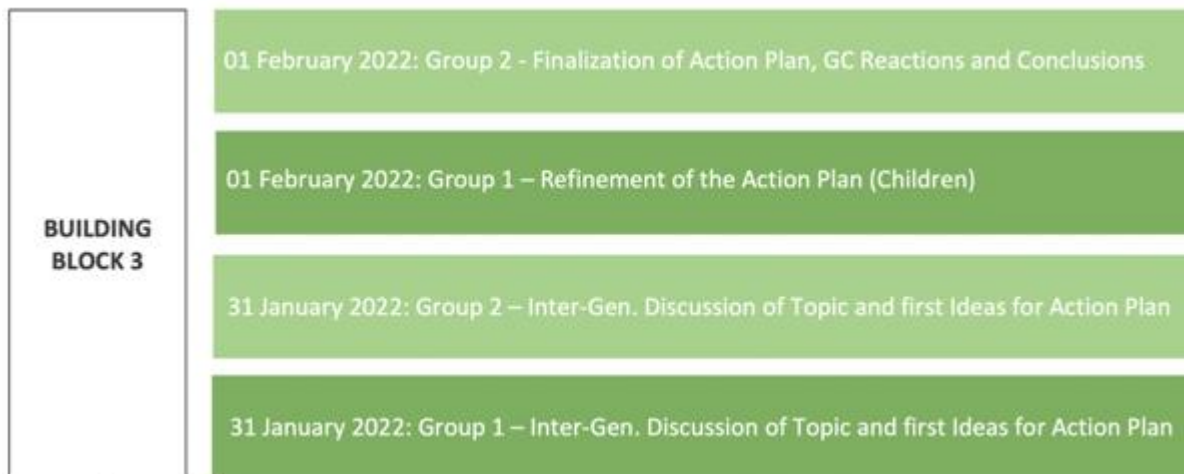 BUILDING
BLOCK 3
01 February 2022: Group 2 - Finalization of Action Plan, GC Reactions and Conclusions
01 February 2022: Group 1 – Refinement of the Action Plan (Children)
31 January 2022: Group 2 – Inter-Gen. Discussion of Topic and first Ideas for Action Plan
31 January 2022: Group 1 – Inter-Gen. Discussion of Topic and first Ideas for Action Plan